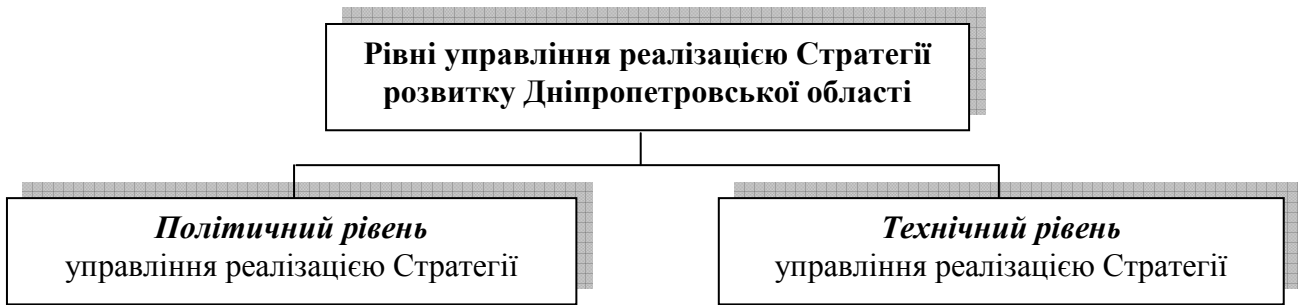 Рівні управління реалізацією Стратегії
розвитку Дніпропетровської області
Політичний рівень
управління реалізацією Стратегії
Технічний рівень
управління реалізацією Стратегії